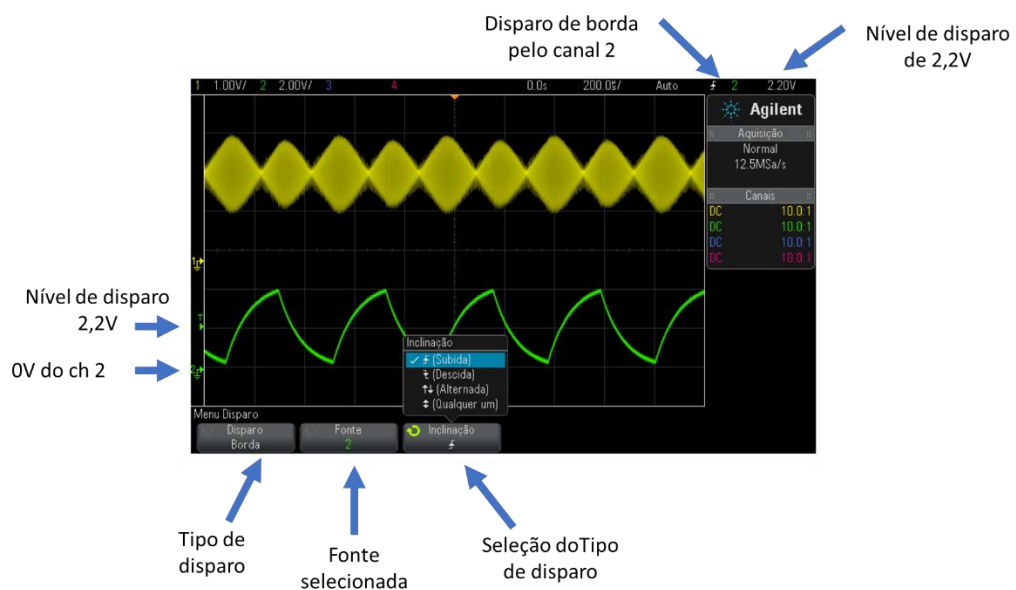 Disparo de borda
pelo canal 2
Nível de disparo
de 2,2V
1 1.00V/ 2 2.00V/ 3 4 0.0s 200.0s/ Auto 2 2.20V
Agilent
Aquisição
Normal
12.5MSa/s
Canais
DC 10.0:1
DC 10.0:1
DC 10.0:1
DC 10.0:1
1
Nível de disparo
2,2V
T
0V do ch 2
2
Inclinação
(Subida)
(Descida)
(Alternada)
(Qualquer um)
Menu Disparo
Disparo
Borda
Fonte
2
Inclinação
Tipo de
disparo
Fonte
selecionada
Seleção doTipo
de disparo